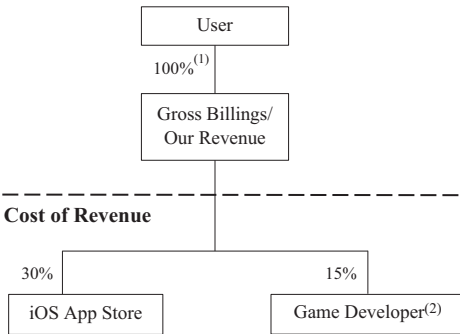 User
100%(1)
Gross Billings/
Our Revenue
Cost of Revenue
30%
15%
iOS App Store
Game Developer(2)